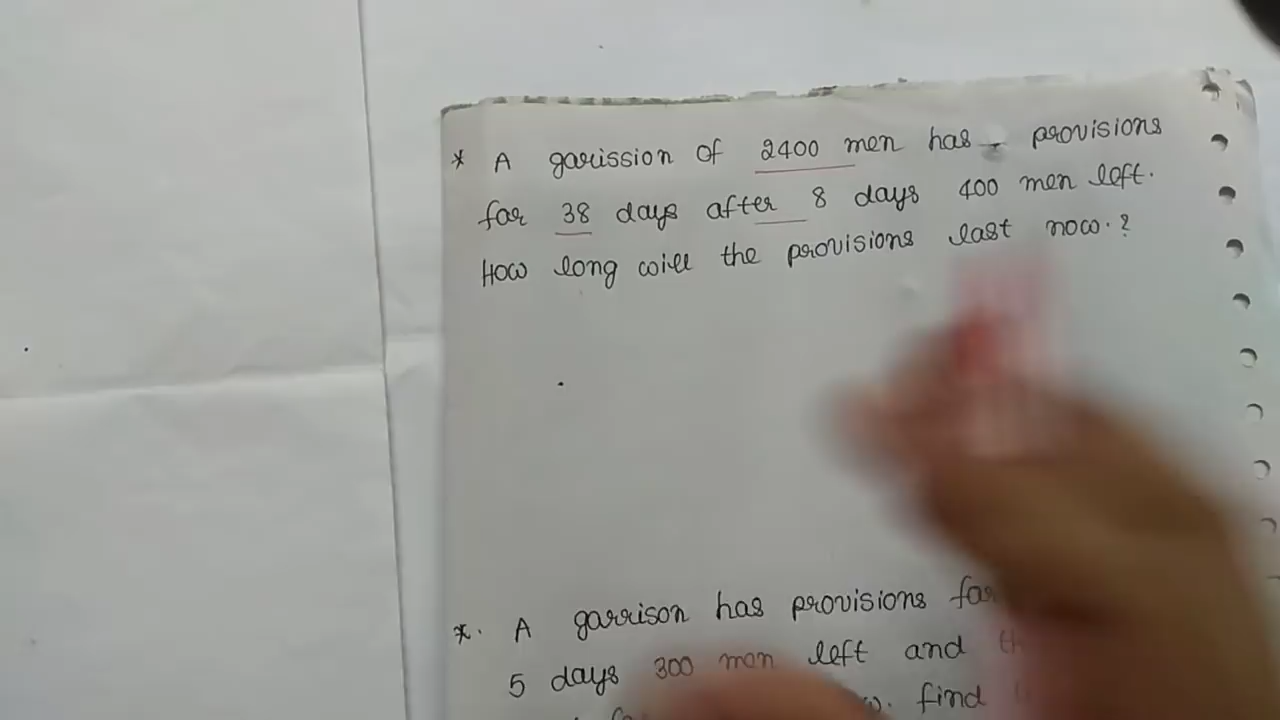 * A garission of 2400 men has provisions
for 38 days after 8 days 400 men left.
How long will the provisions last now.?
*. A garrison has provisions for
5 days 300 men left and
find